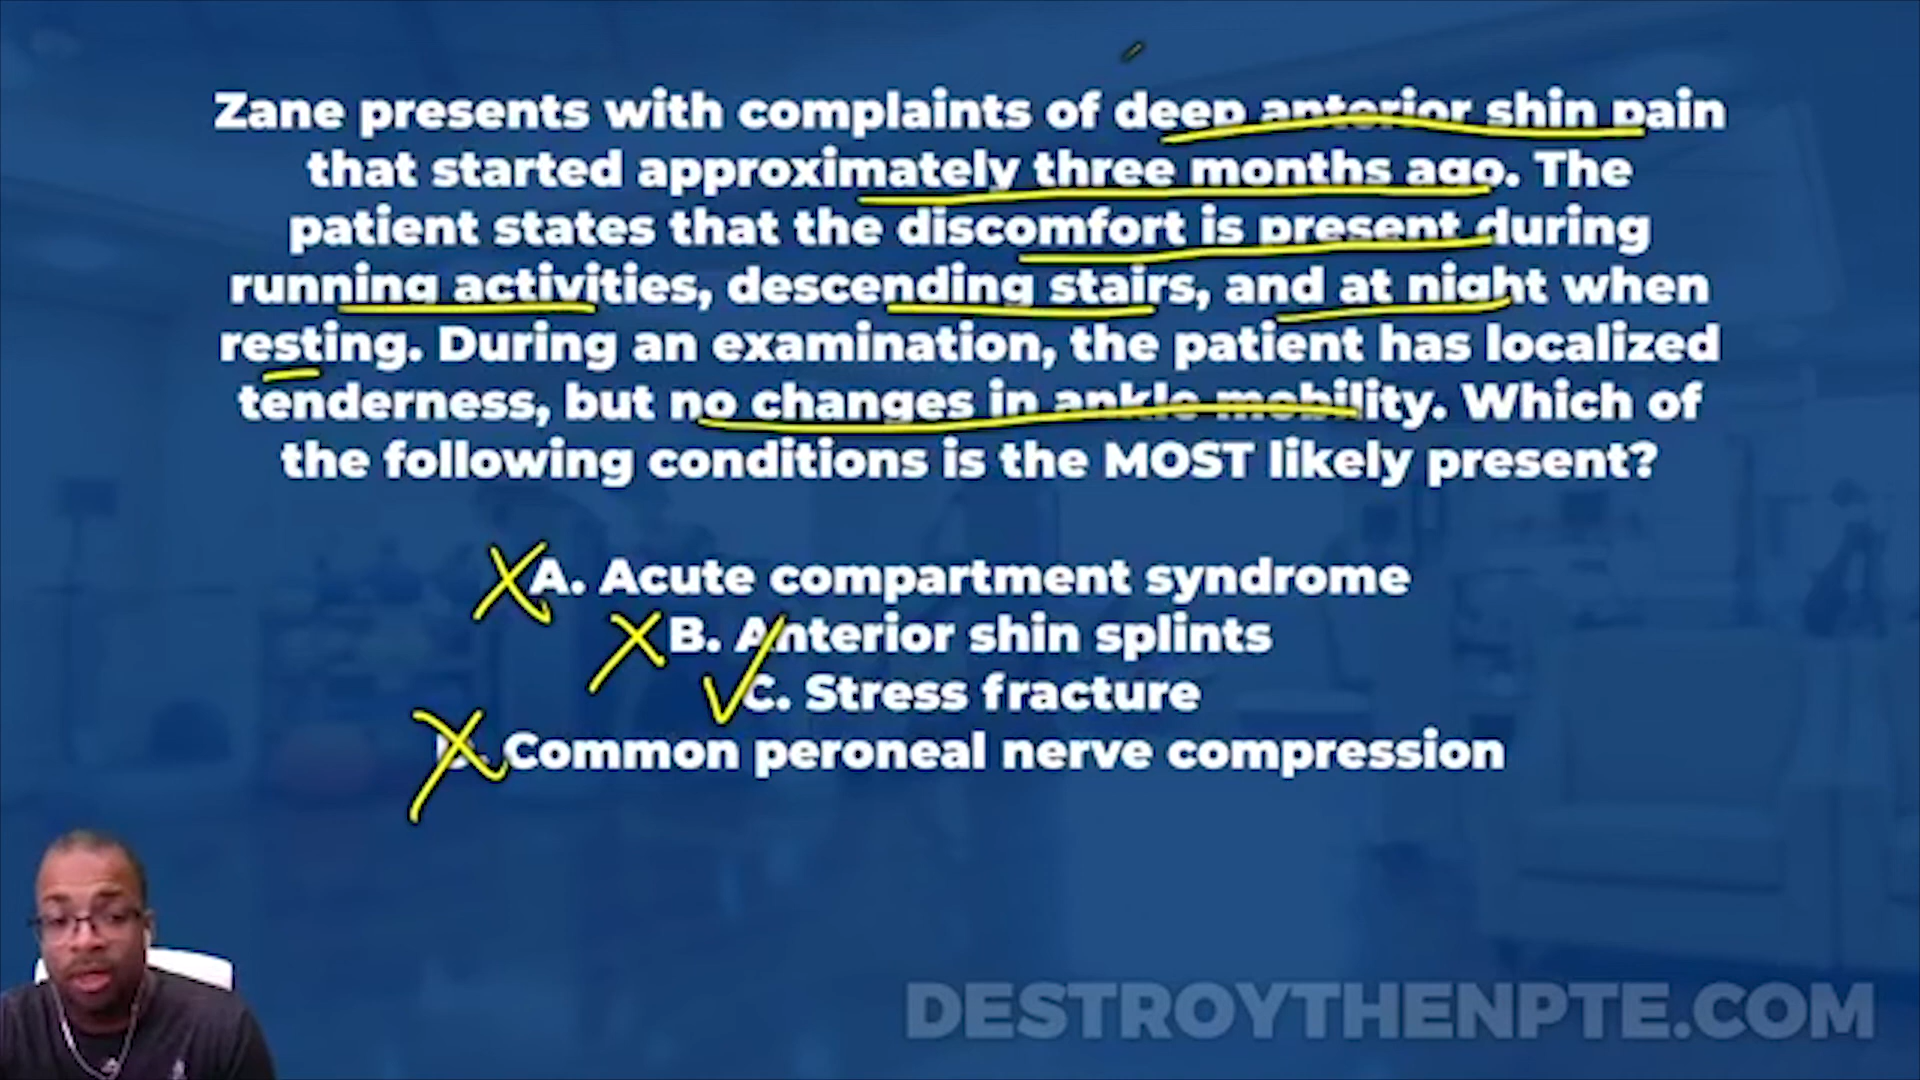 Zane presents with complaints of deep anterior shin pain
that started approximately three months ago. The
patient states that the discomfort is present during
running activities, descending stairs, and at night when
resting. During an examination, the patient has localized
tenderness, but no changes in ankle mobility. Which of
the following conditions is the MOST likely present?
A. Acute compartment syndrome
B. Anterior shin splints
C. Stress fracture
D. Common peroneal nerve compression
DESTROYTHENPTE.COM